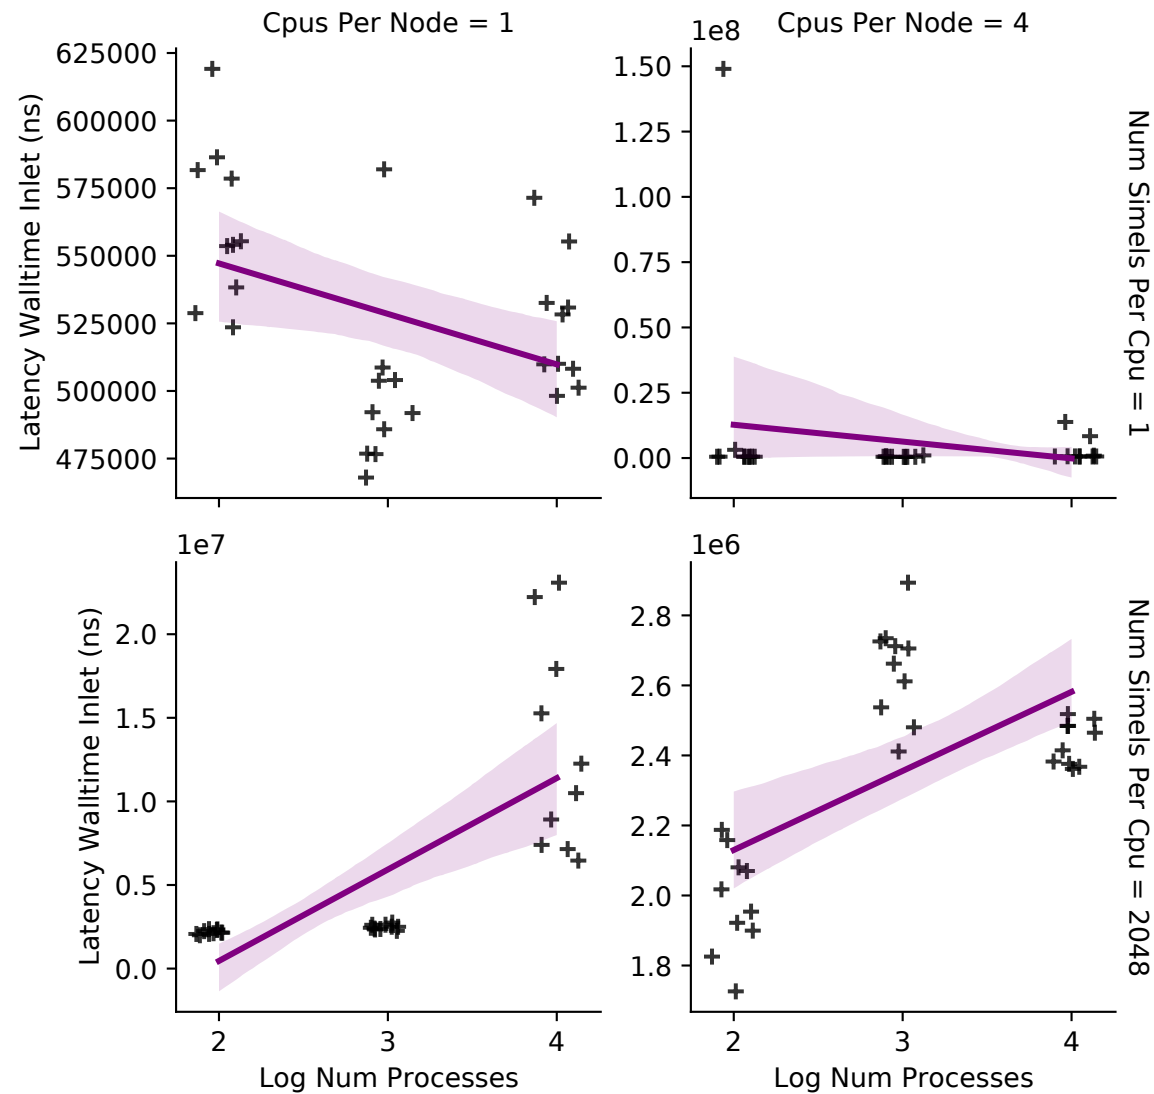 Cpus Per Node = 1
Cpus Per Node = 4
1e8
625000
600000
575000
550000
525000
500000
475000
Latency Walltime Inlet (ns)
1.50
1.25
1.00
0.75
0.50
0.25
0.00
Num Simels Per Cpu = 1
1e7
2.0
1.5
1.0
0.5
0.0
Latency Walltime Inlet (ns)
2
3
4
Log Num Processes
1e6
2.8
2.6
2.4
2.2
2.0
1.8
2
3
4
Log Num Processes
Num Simels Per Cpu = 2048